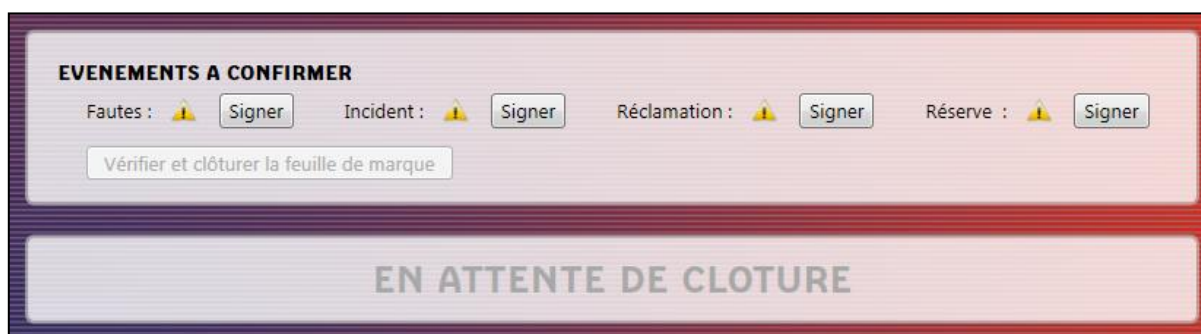 EVENEMENTS A CONFIRMER
Fautes : Signer Incident : Signer Réclamation : Signer Réserve : Signer
Vérifier et clôturer la feuille de marque
EN ATTENTE DE CLOTURE